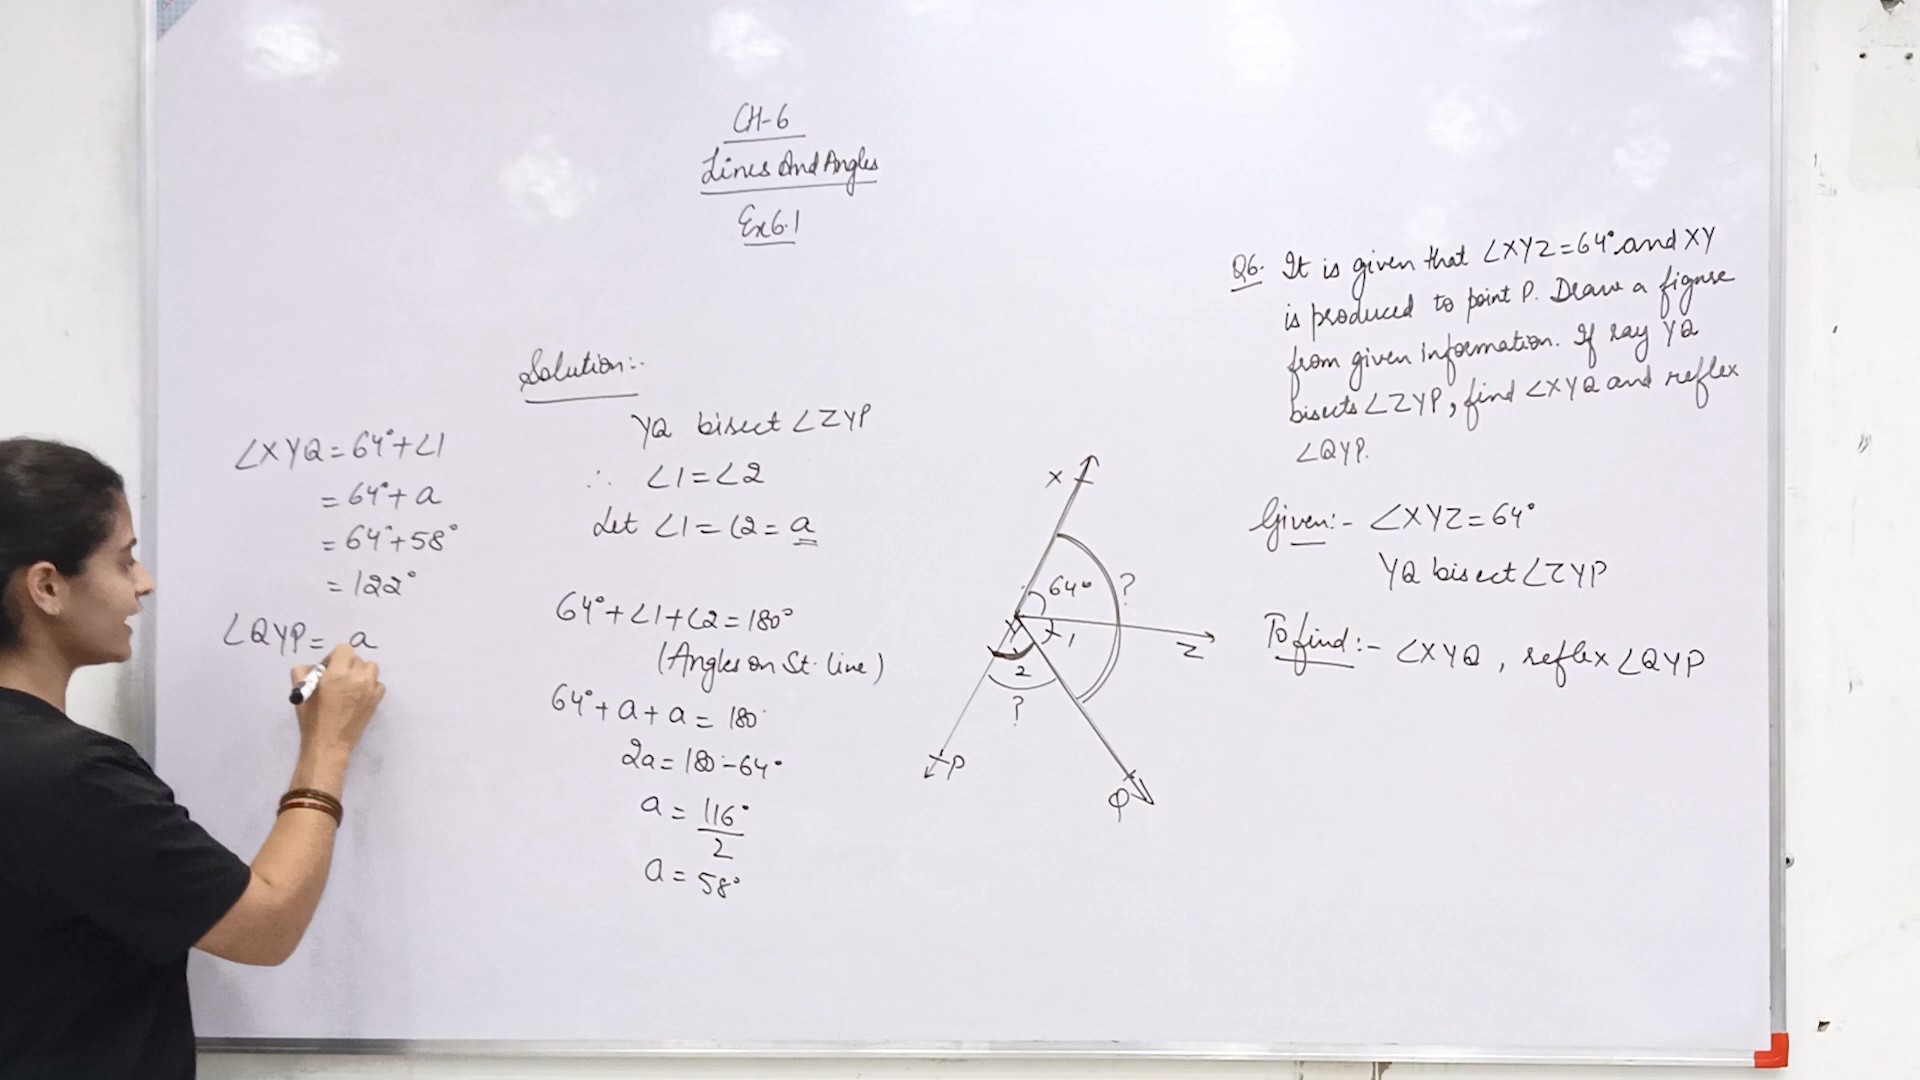 CH-6
Lines And Angles
Ex6.1
Q6. It is given that ∠XYZ=64° and XY
is produced to point P. Draw a figure
from given information. If ray YQ
bisects ∠ZYP, find ∠XYQ and reflex
∠QYP.
Given:- ∠XYZ=64°
YQ bisect ∠ZYP
To find:- ∠XYQ, reflex ∠QYP
X
64°
?
Y
1
Z
2
?
P
Q
Solution:-
YQ bisect ∠ZYP
∴ ∠1=∠2
Let ∠1=∠2=a
64°+∠1+∠2=180°
(Angles on St. line)
64°+a+a=180°
2a=180°-64°
a=116°
2
a=58°
∠XYQ=64°+∠1
=64°+a
=64°+58°
=122°
∠QYP=a